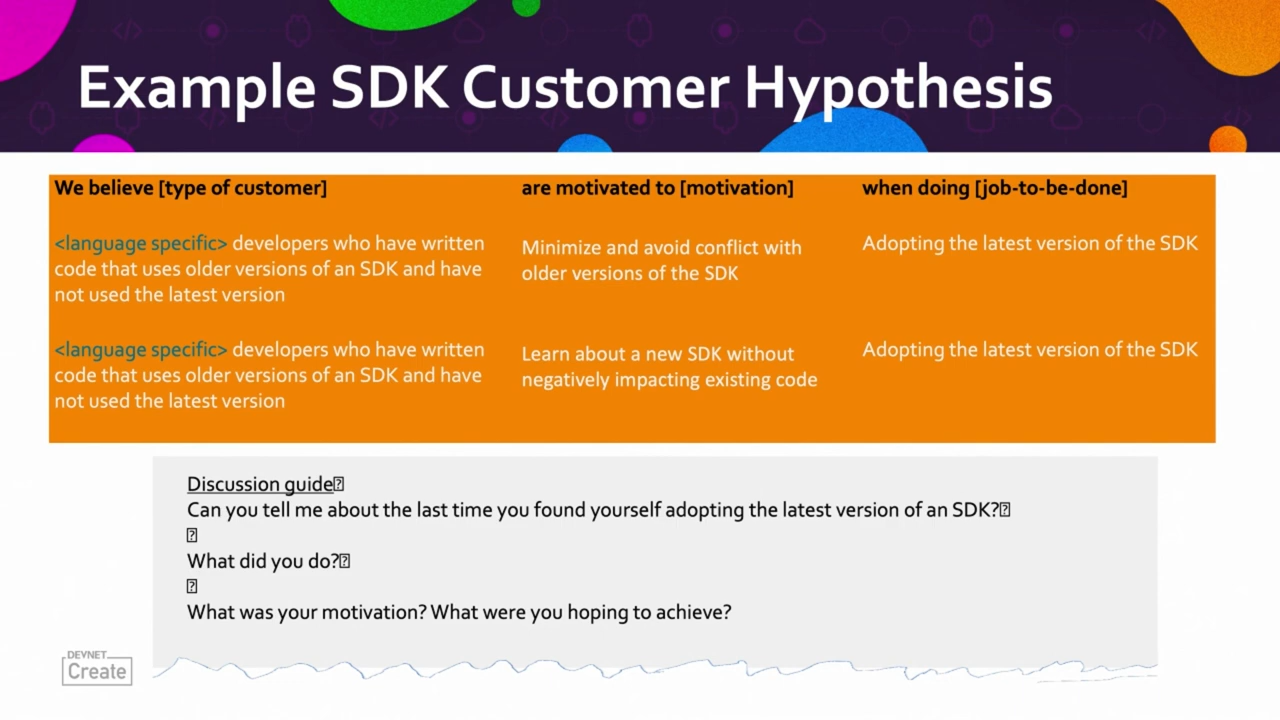 Example SDK Customer Hypothesis
We believe [type of customer]
are motivated to [motivation]
when doing [job-to-be-done]
<language specific> developers who have written
code that uses older versions of an SDK and have
not used the latest version
Minimize and avoid conflict with
older versions of the SDK
Adopting the latest version of the SDK
<language specific> developers who have written
code that uses older versions of an SDK and have
not used the latest version
Learn about a new SDK without
negatively impacting existing code
Adopting the latest version of the SDK
Discussion guide⍰
Can you tell me about the last time you found yourself adopting the latest version of an SDK?⍰
⍰
What did you do?⍰
⍰
What was your motivation? What were you hoping to achieve?
DEVNET
Create